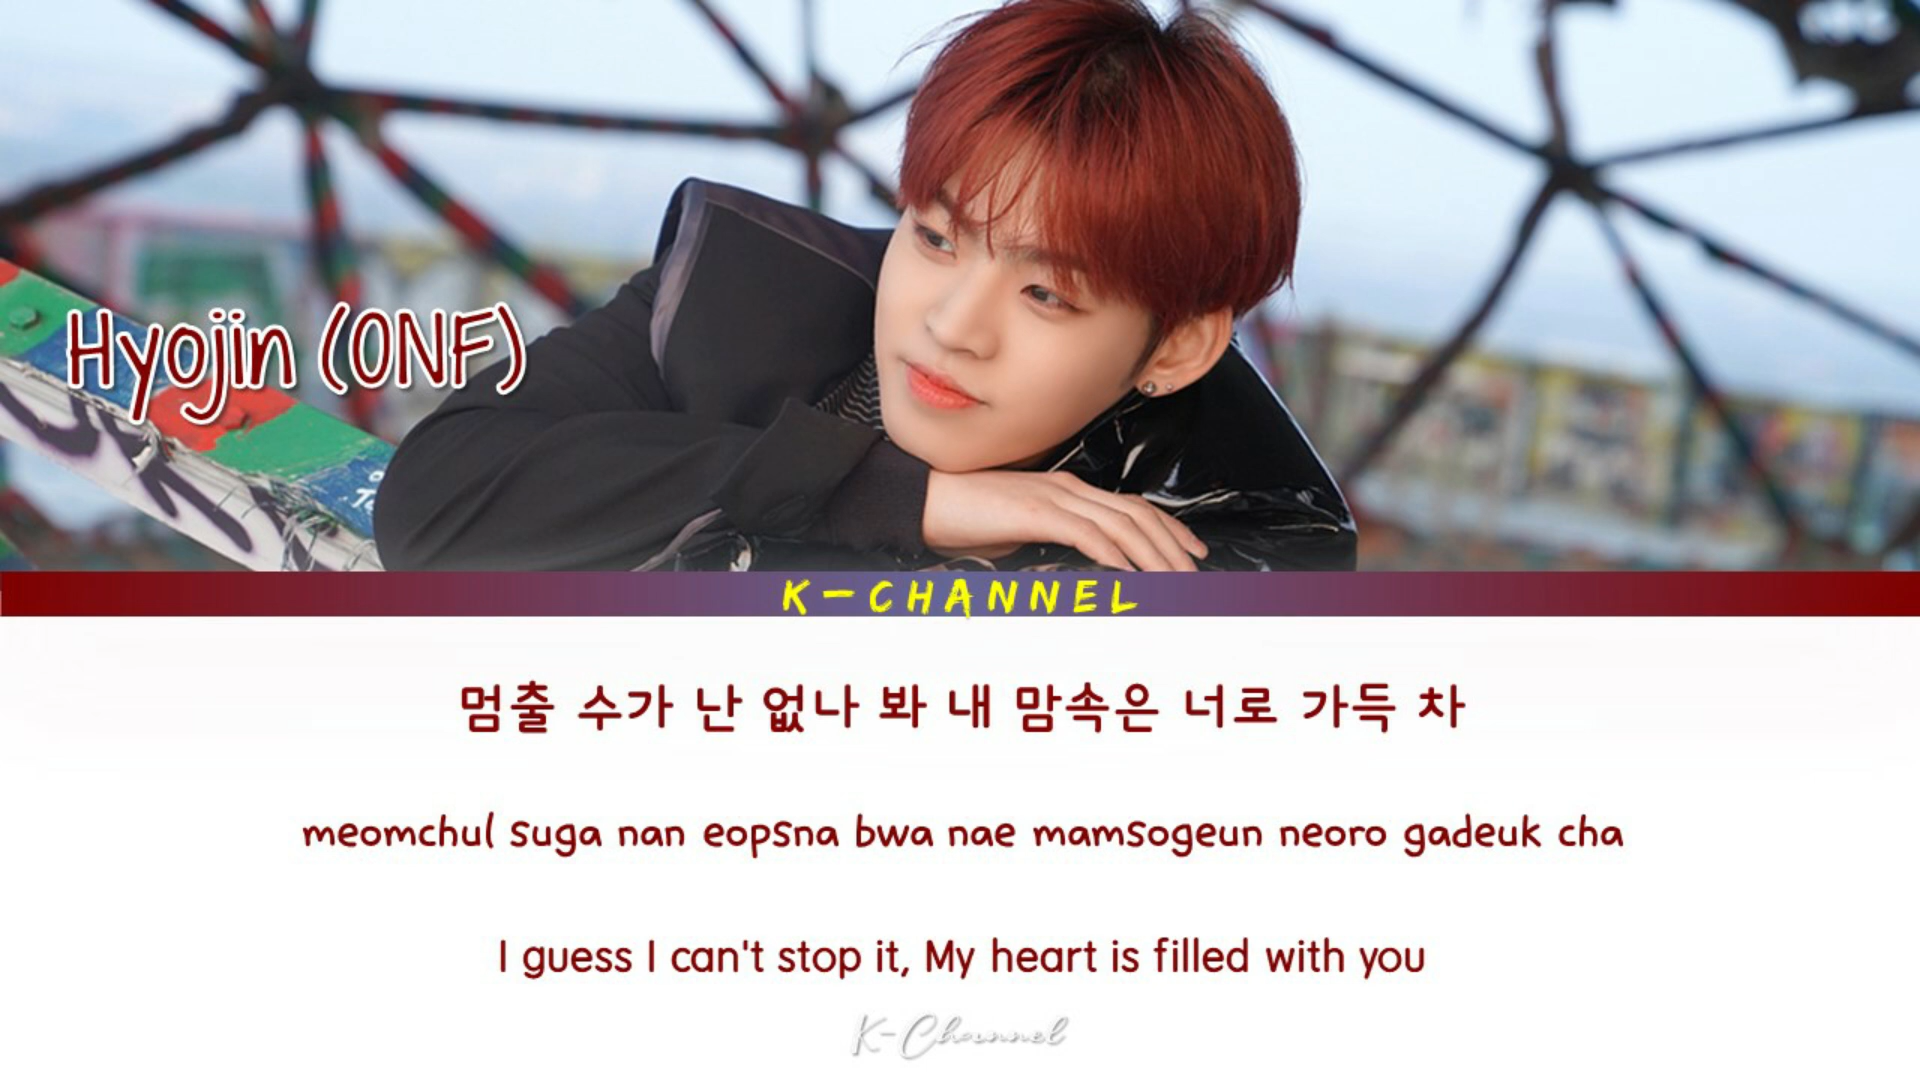 Hyojin (ONF)
K-CHANNEL
멈출 수가 난 없나 봐 내 맘속은 너로 가득 차
meomchul suga nan eopsna bwa nae mamsogeun neoro gadeuk cha
I guess I can't stop it, My heart is filled with you
K-Channel